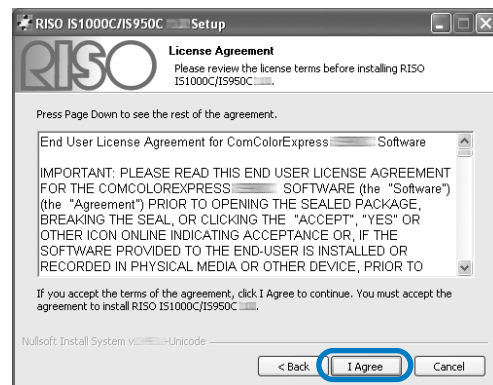 RISO IS1000C/IS950C Setup
RISO
License Agreement
Please review the license terms before installing RISO
IS1000C/IS950C .
Press Page Down to see the rest of the agreement.
End User License Agreement for ComColorExpress Software
IMPORTANT: PLEASE READ THIS END USER LICENSE AGREEMENT
FOR THE COMCOLOREXPRESS SOFTWARE (the "Software")
(the "Agreement") PRIOR TO OPENING THE SEALED PACKAGE,
BREAKING THE SEAL, OR CLICKING THE "ACCEPT", "YES" OR
OTHER ICON ONLINE INDICATING ACCEPTANCE OR, IF THE
SOFTWARE PROVIDED TO THE END-USER IS INSTALLED OR
RECORDED IN PHYSICAL MEDIA OR OTHER DEVICE, PRIOR TO
If you accept the terms of the agreement, click I Agree to continue. You must accept the
agreement to install RISO IS1000C/IS950C .
Nullsoft Install System v -Unicode
< Back I Agree Cancel